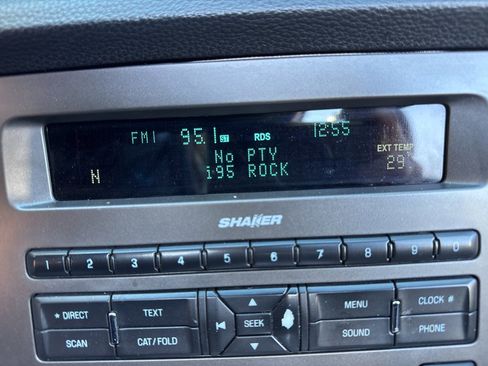 FM1 95.1 ST RDS 12:55
No PTY
EXT TEMP
i95 ROCK
29°
N
SHAKER
1 2 3 4 5 6 7 8 9 0
* DIRECT TEXT SEEK MENU CLOCK #
SCAN CAT/FOLD SOUND PHONE